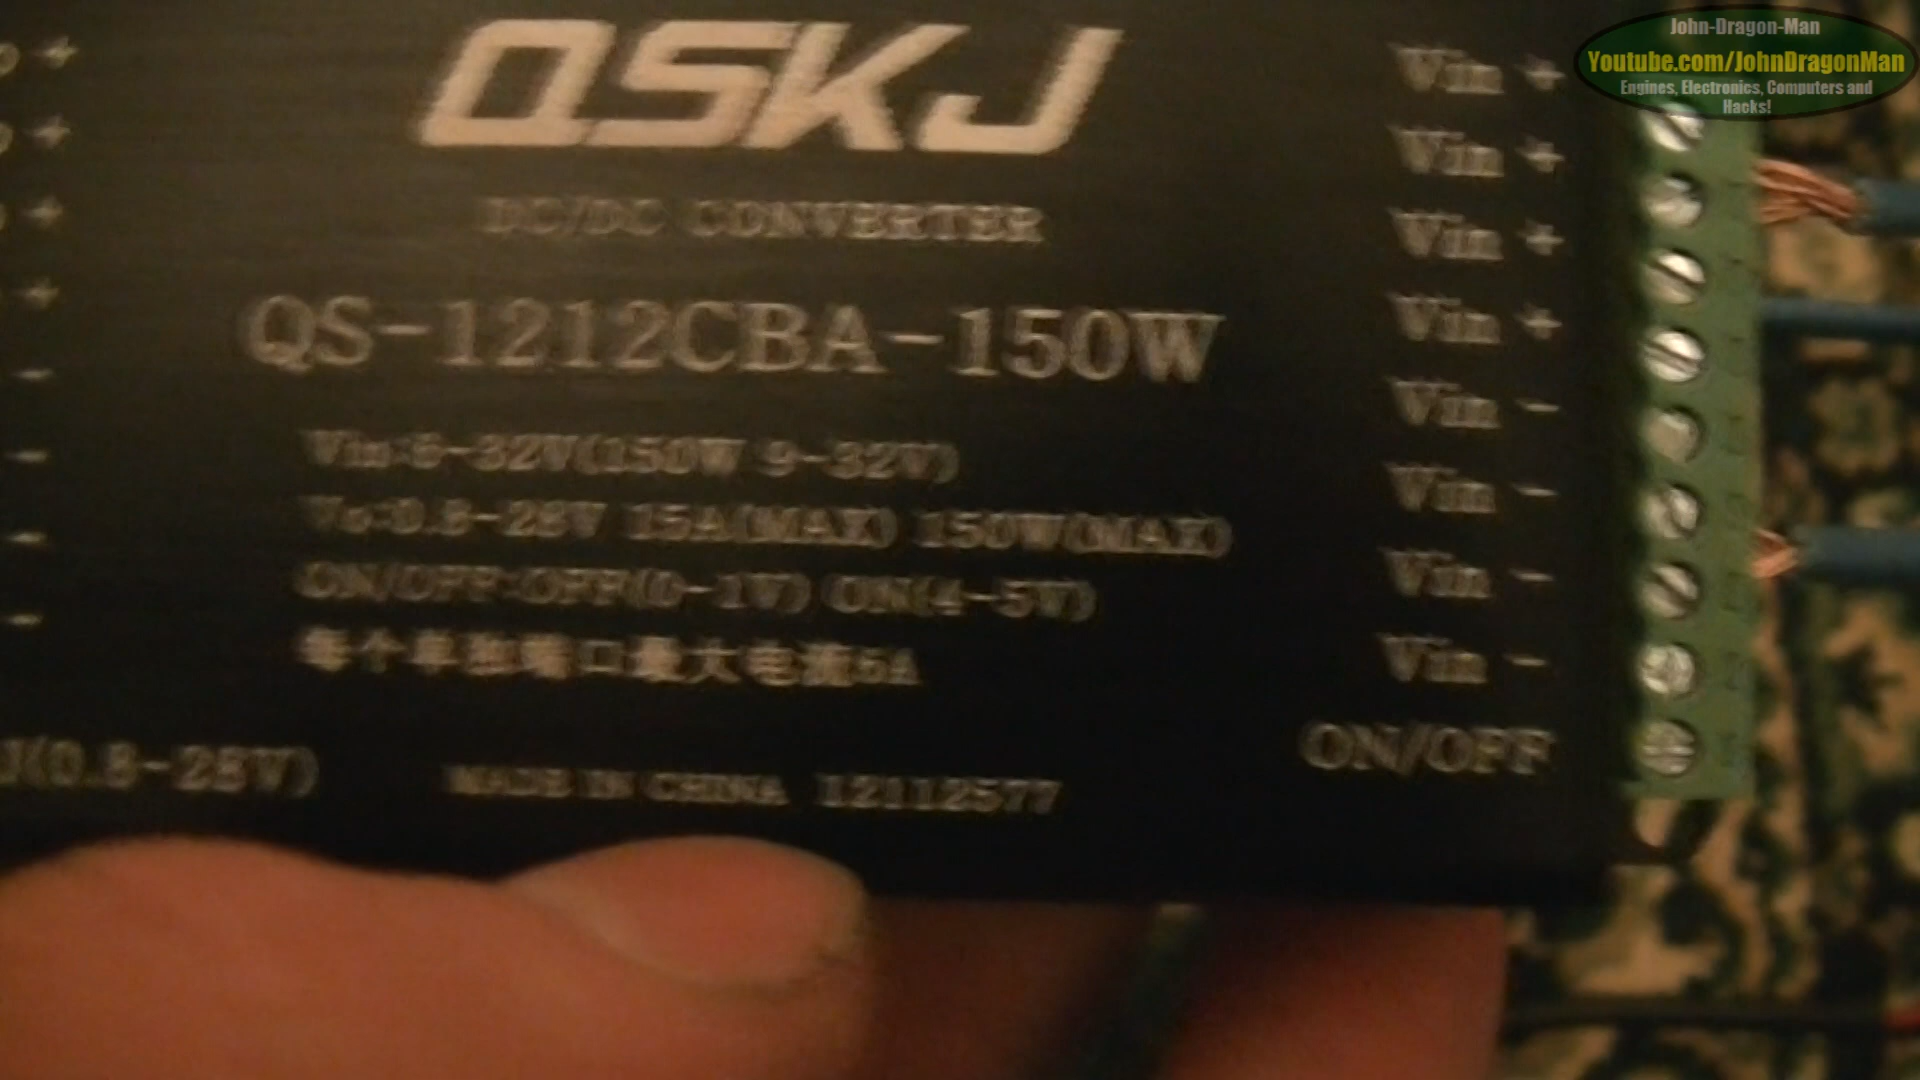 John-Dragon-Man
Youtube.com/JohnDragonMan
Engines, Electronics, Computers and
Hacks!
QSKJ
DC/DC CONVERTER
QS-1212CBA-150W
Vin:5-32V(150W 9-32V)
Vo:0.8-28V 15A(MAX) 150W(MAX)
ON/OFF:OFF(0-1V) ON(4-5V)
每个单独端口最大电流5A
J(0.8-28V)
MADE IN CHINA 12112577
o +
o +
o +
+
-
-
-
-
Vin +
Vin +
Vin +
Vin +
Vin -
Vin -
Vin -
Vin -
ON/OFF